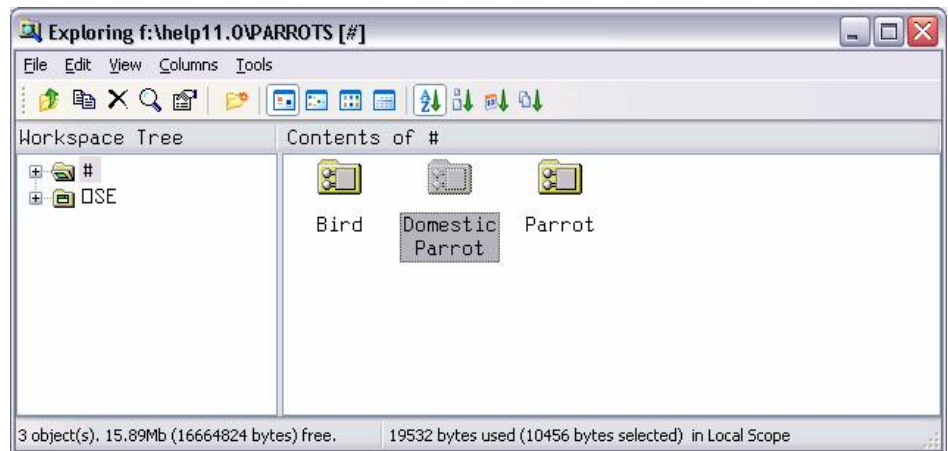 Exploring f:\help11.0\PARROTS [#]
File Edit View Columns Tools
Workspace Tree
Contents of #
#
□SE
Bird
Domestic
Parrot
Parrot
3 object(s). 15.89Mb (16664824 bytes) free.
19532 bytes used (10456 bytes selected) in Local Scope